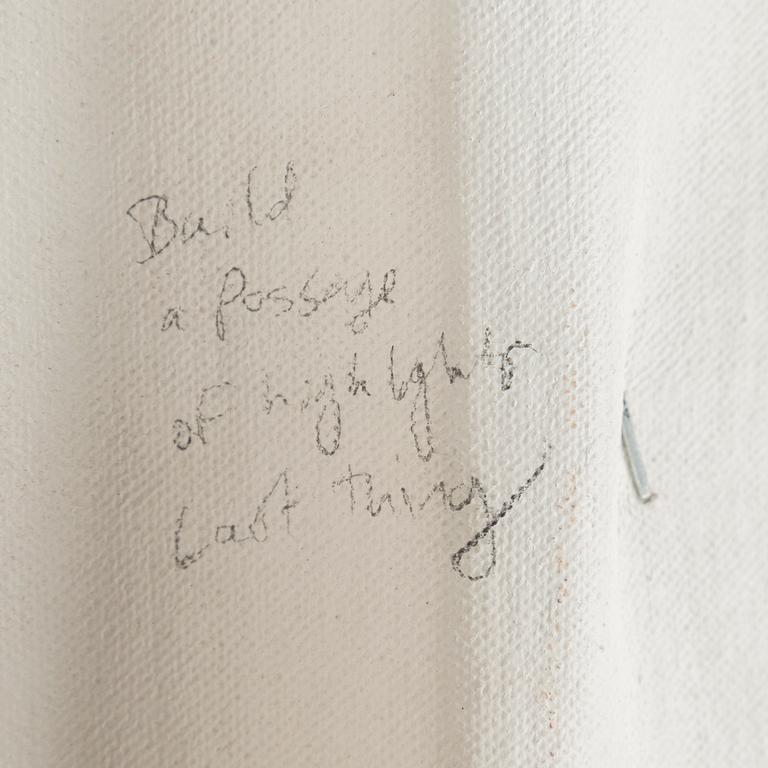 Build
a Passage
of highlights
Last thing